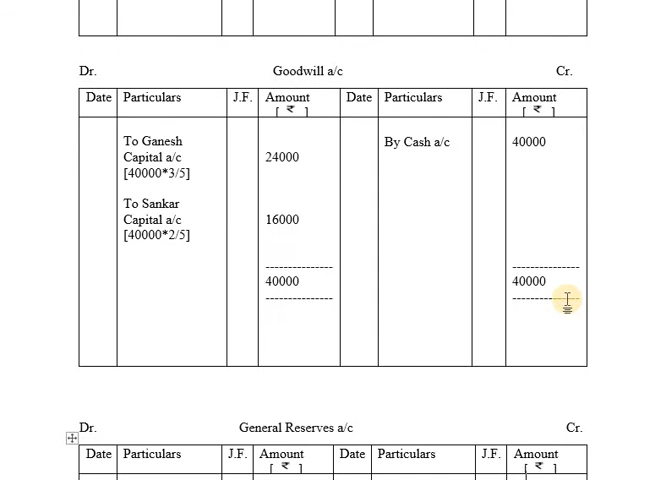 Dr. Goodwill a/c Cr.
Date Particulars J.F. Amount Date Particulars J.F. Amount
[ ₹ ] [ ₹ ]
To Ganesh By Cash a/c 40000
Capital a/c 24000
[40000*3/5]
To Sankar
Capital a/c 16000
[40000*2/5]
--------------- ---------------
40000 40000
--------------- ---------------
Dr. General Reserves a/c Cr.
Date Particulars J.F. Amount Date Particulars J.F. Amount
[ ₹ ] [ ₹ ]